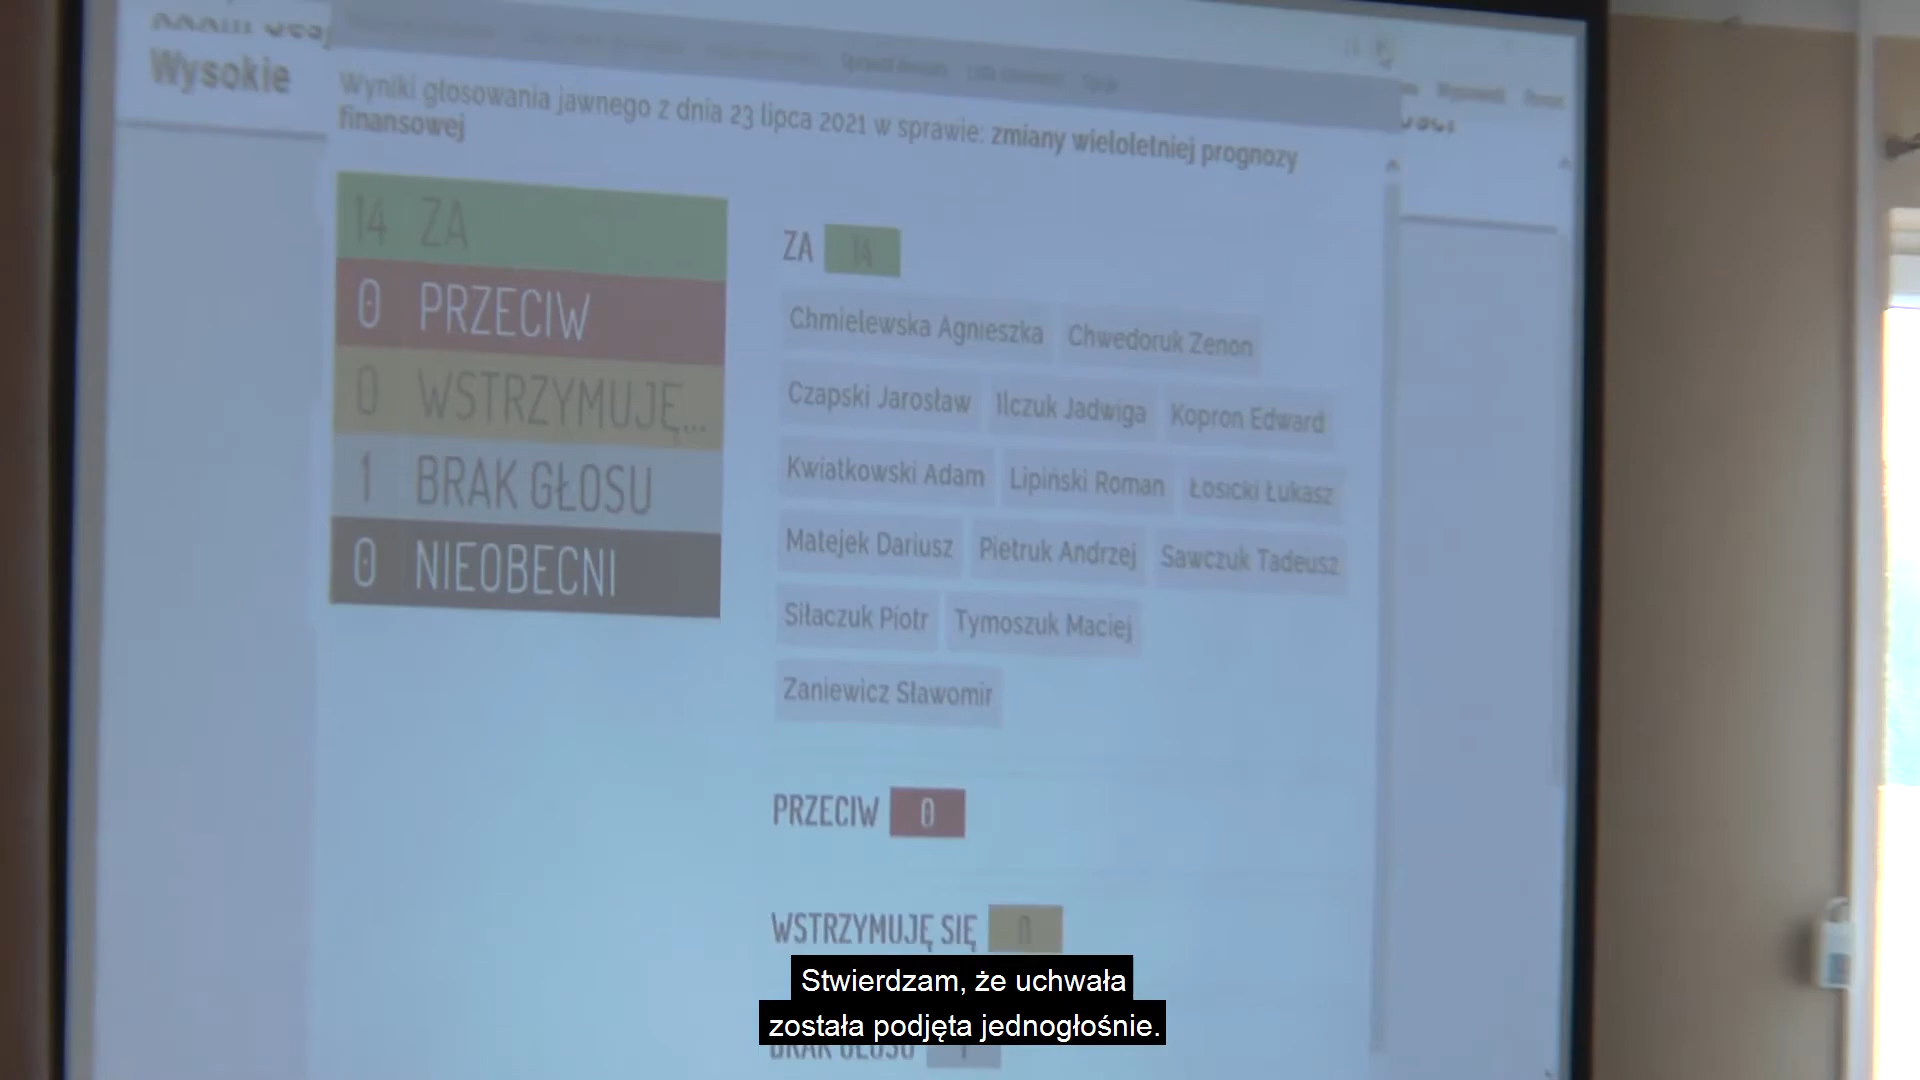 Wysokie
Wyniki głosowania jawnego z dnia 23 lipca 2021 w sprawie: zmiany wieloletniej prognozy
finansowej
14 ZA
0 PRZECIW
0 WSTRZYMUJĘ...
1 BRAK GŁOSU
0 NIEOBECNI
ZA 14
Chmielewska Agnieszka Chwedoruk Zenon
Czapski Jarosław Ilczuk Jadwiga Kopron Edward
Kwiatkowski Adam Lipiński Roman Łosicki Łukasz
Matejek Dariusz Pietruk Andrzej Sawczuk Tadeusz
Siłaczuk Piotr Tymoszuk Maciej
Zaniewicz Sławomir
PRZECIW 0
WSTRZYMUJĘ SIĘ 0
BRAK GŁOSU 1
Stwierdzam, że uchwała
została podjęta jednogłośnie.